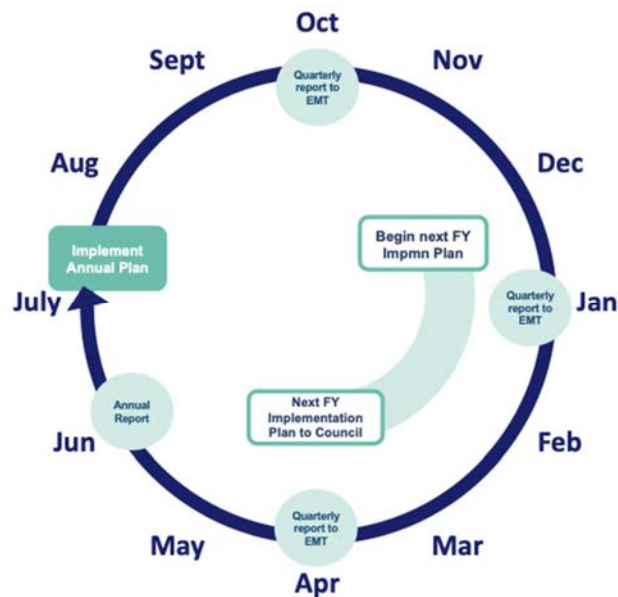 Oct
Sept
Nov
Quarterly
report to
EMT
Aug
Dec
Implement
Annual Plan
Begin next FY
Impmn Plan
July
Quarterly
report to
EMT
Jan
Annual
Report
Next FY
Implementation
Plan to Council
Jun
Feb
Quarterly
report to
EMT
May
Mar
Apr